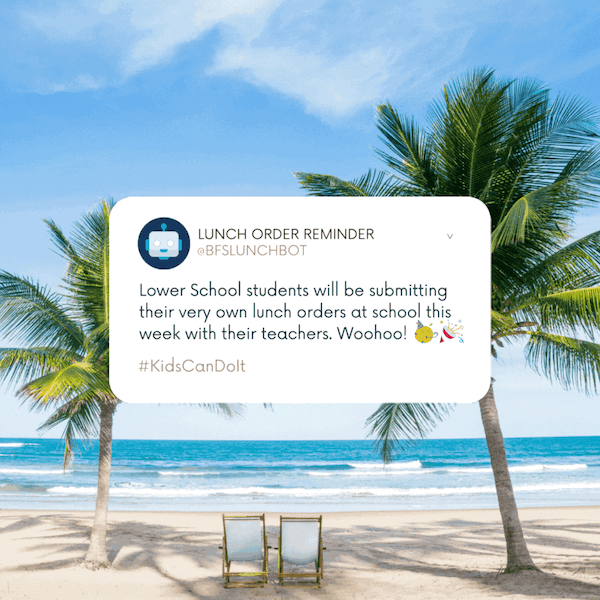 LUNCH ORDER REMINDER
@BFSLUNCHBOT
Lower School students will be submitting
their very own lunch orders at school this
week with their teachers. Woohoo! 🥳🎉
#KidsCanDoIt